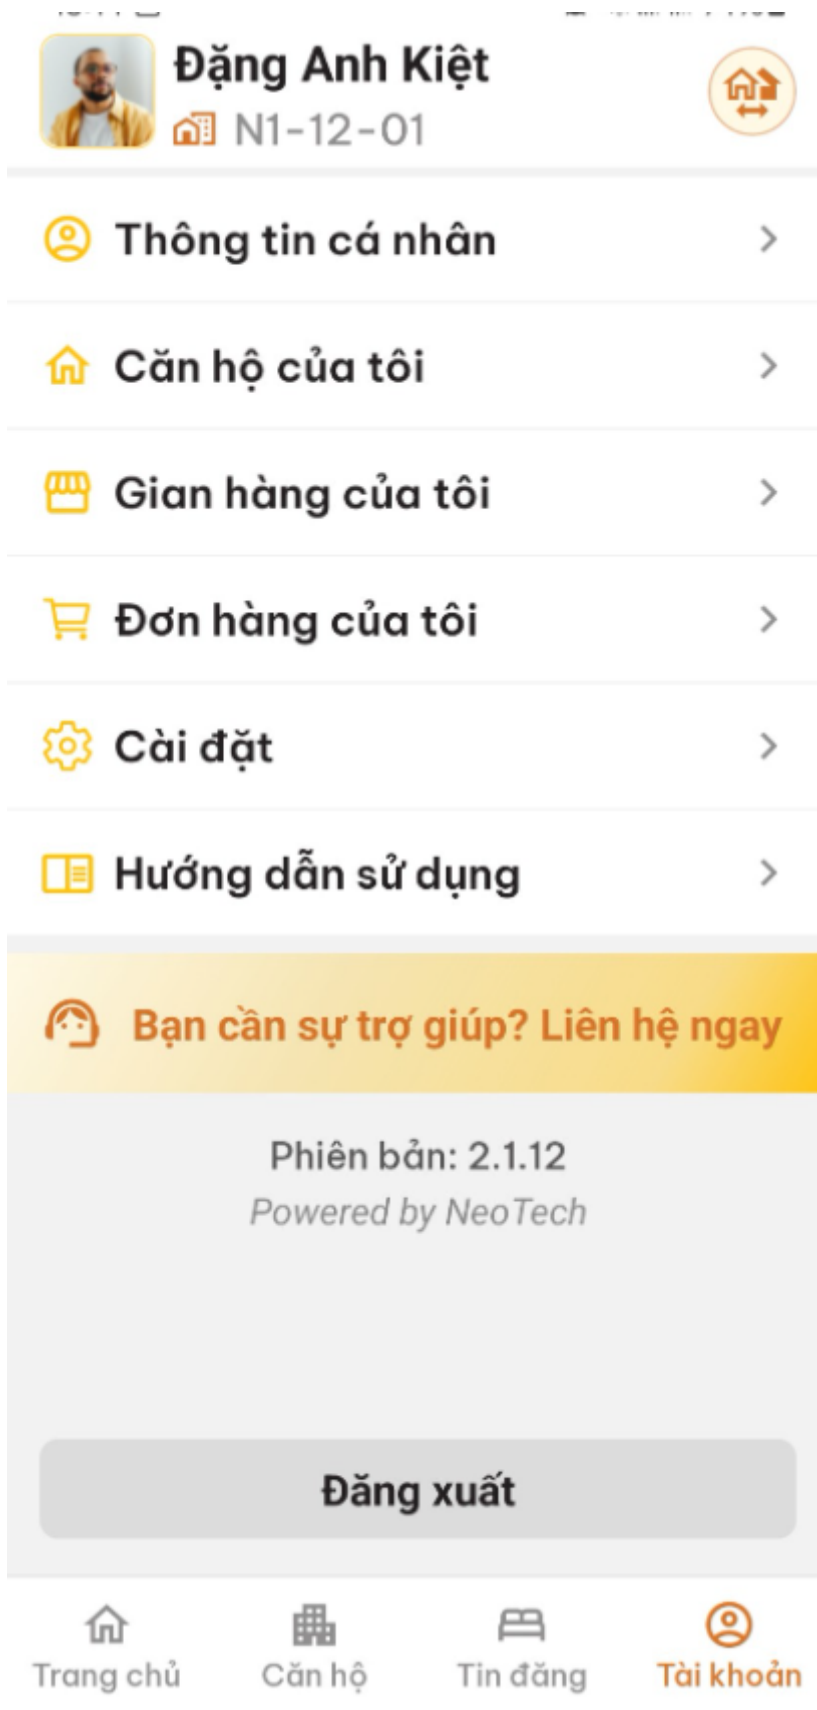 Đặng Anh Kiệt
N1-12-01
Thông tin cá nhân
Căn hộ của tôi
Gian hàng của tôi
Đơn hàng của tôi
Cài đặt
Hướng dẫn sử dụng
Bạn cần sự trợ giúp? Liên hệ ngay
Phiên bản: 2.1.12
Powered by NeoTech
Đăng xuất
Trang chủ
Căn hộ
Tin đăng
Tài khoản